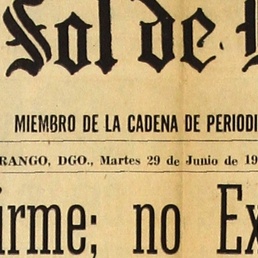 Sol de
MIEMBRO DE LA CADENA DE PERIODI
RANGO, DGO., Martes 29 de Junio de 19
irme; no Ex